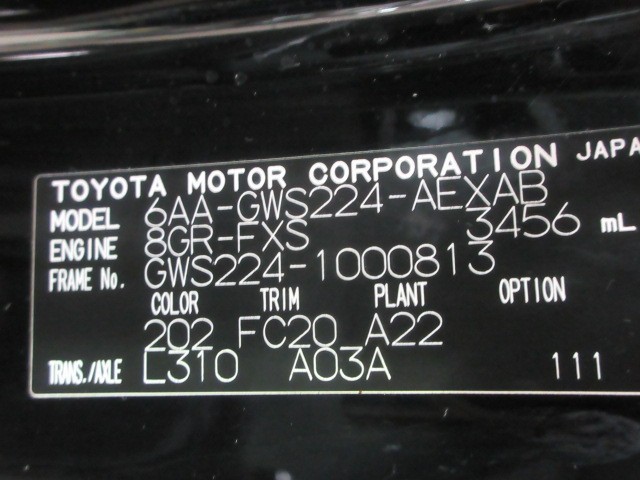 TOYOTA MOTOR CORPORATION JAPA
MODEL 6AA-GWS224-AEXAB
ENGINE 8GR-FXS 3456 mL
FRAME No. GWS224-1000813
COLOR TRIM PLANT OPTION
202 FC20 A22
TRANS./AXLE L310 A03A 111